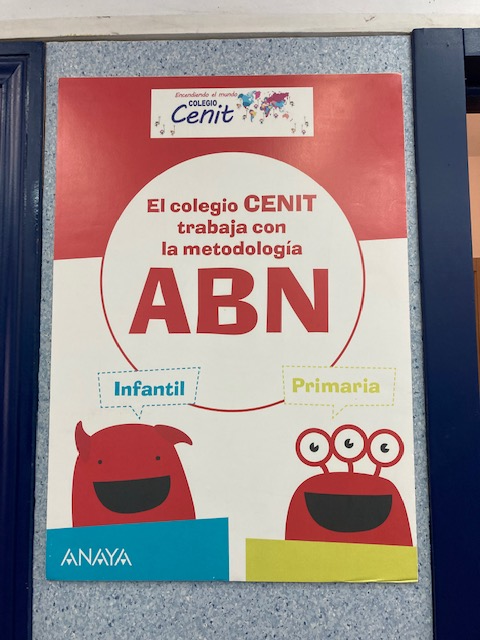 Encendiendo el mundo
COLEGIO
Cenit
El colegio CENIT
trabaja con
la metodología
ABN
Infantil
Primaria
ANAYA